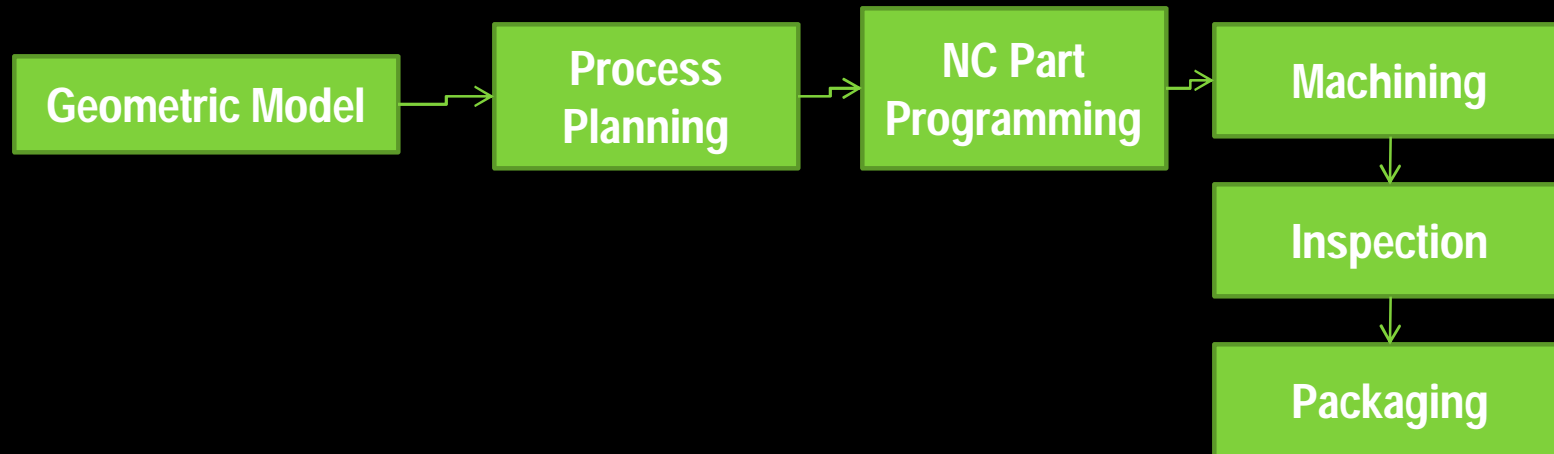 Geometric Model
Process
Planning
NC Part
Programming
Machining
Inspection
Packaging